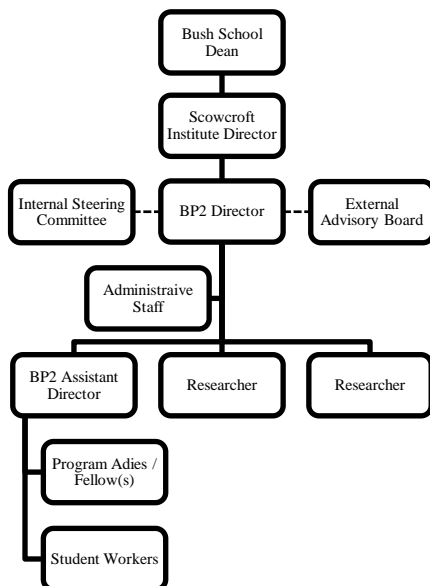 Bush School
Dean
Scowcroft
Institute Director
Internal Steering
Committee
BP2 Director
External
Advisory Board
Administraive
Staff
BP2 Assistant
Director
Researcher
Researcher
Program Adies /
Fellow(s)
Student Workers